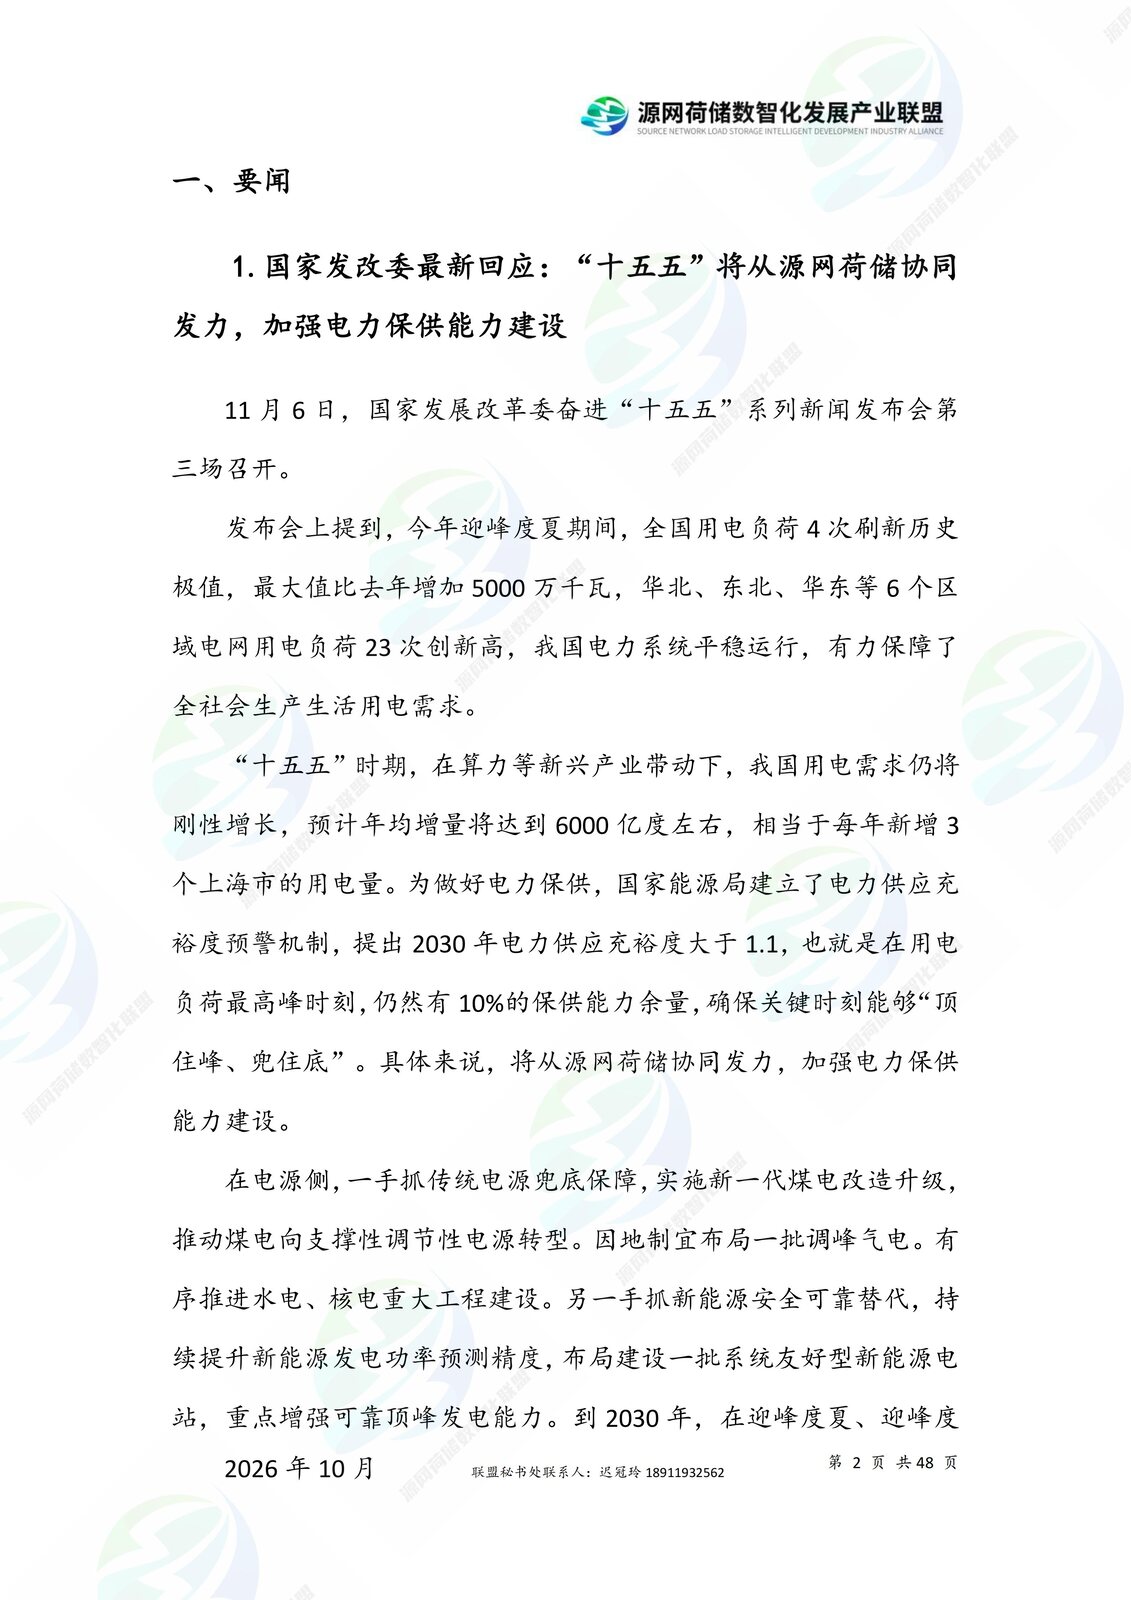 源网荷储数智化发展产业联盟
SOURCE NETWORK LOAD STORAGE INTELLIGENT DEVELOPMENT INDUSTRY ALLIANCE
一、要闻
1.国家发改委最新回应：“十五五”将从源网荷储协同
发力，加强电力保供能力建设
11 月 6 日，国家发展改革委奋进“十五五”系列新闻发布会第
三场召开。
发布会上提到，今年迎峰度夏期间，全国用电负荷 4 次刷新历史
极值，最大值比去年增加 5000 万千瓦，华北、东北、华东等 6 个区
域电网用电负荷 23 次创新高，我国电力系统平稳运行，有力保障了
全社会生产生活用电需求。
“十五五”时期，在算力等新兴产业带动下，我国用电需求仍将
刚性增长，预计年均增量将达到 6000 亿度左右，相当于每年新增 3
个上海市的用电量。为做好电力保供，国家能源局建立了电力供应充
裕度预警机制，提出 2030 年电力供应充裕度大于 1.1，也就是在用电
负荷最高峰时刻，仍然有 10%的保供能力余量，确保关键时刻能够“顶
住峰、兜住底”。具体来说，将从源网荷储协同发力，加强电力保供
能力建设。
在电源侧，一手抓传统电源兜底保障，实施新一代煤电改造升级，
推动煤电向支撑性调节性电源转型。因地制宜布局一批调峰气电。有
序推进水电、核电重大工程建设。另一手抓新能源安全可靠替代，持
续提升新能源发电功率预测精度，布局建设一批系统友好型新能源电
站，重点增强可靠顶峰发电能力。到 2030 年，在迎峰度夏、迎峰度
2026 年 10 月
联盟秘书处联系人：迟冠玲 18911932562
第 2 页 共 48 页